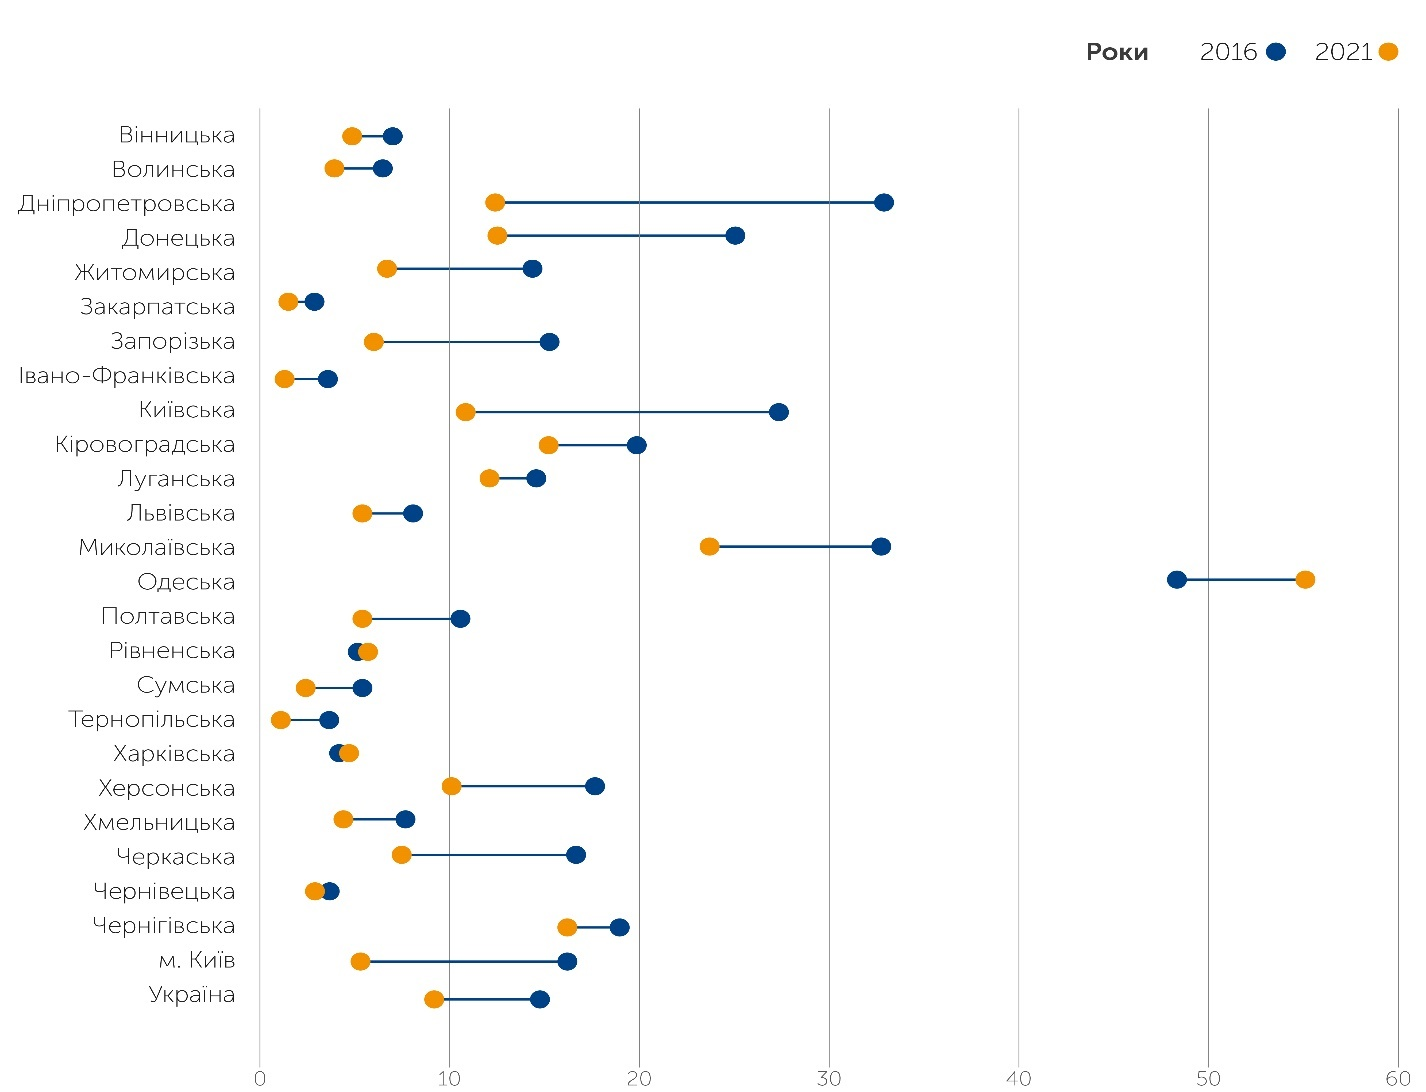 Роки 2016 2021
Вінницька
Волинська
Дніпропетровська
Донецька
Житомирська
Закарпатська
Запорізька
Івано-Франківська
Київська
Кіровоградська
Луганська
Львівська
Миколаївська
Одеська
Полтавська
Рівненська
Сумська
Тернопільська
Харківська
Херсонська
Хмельницька
Черкаська
Чернівецька
Чернігівська
м. Київ
Україна
0 10 20 30 40 50 60